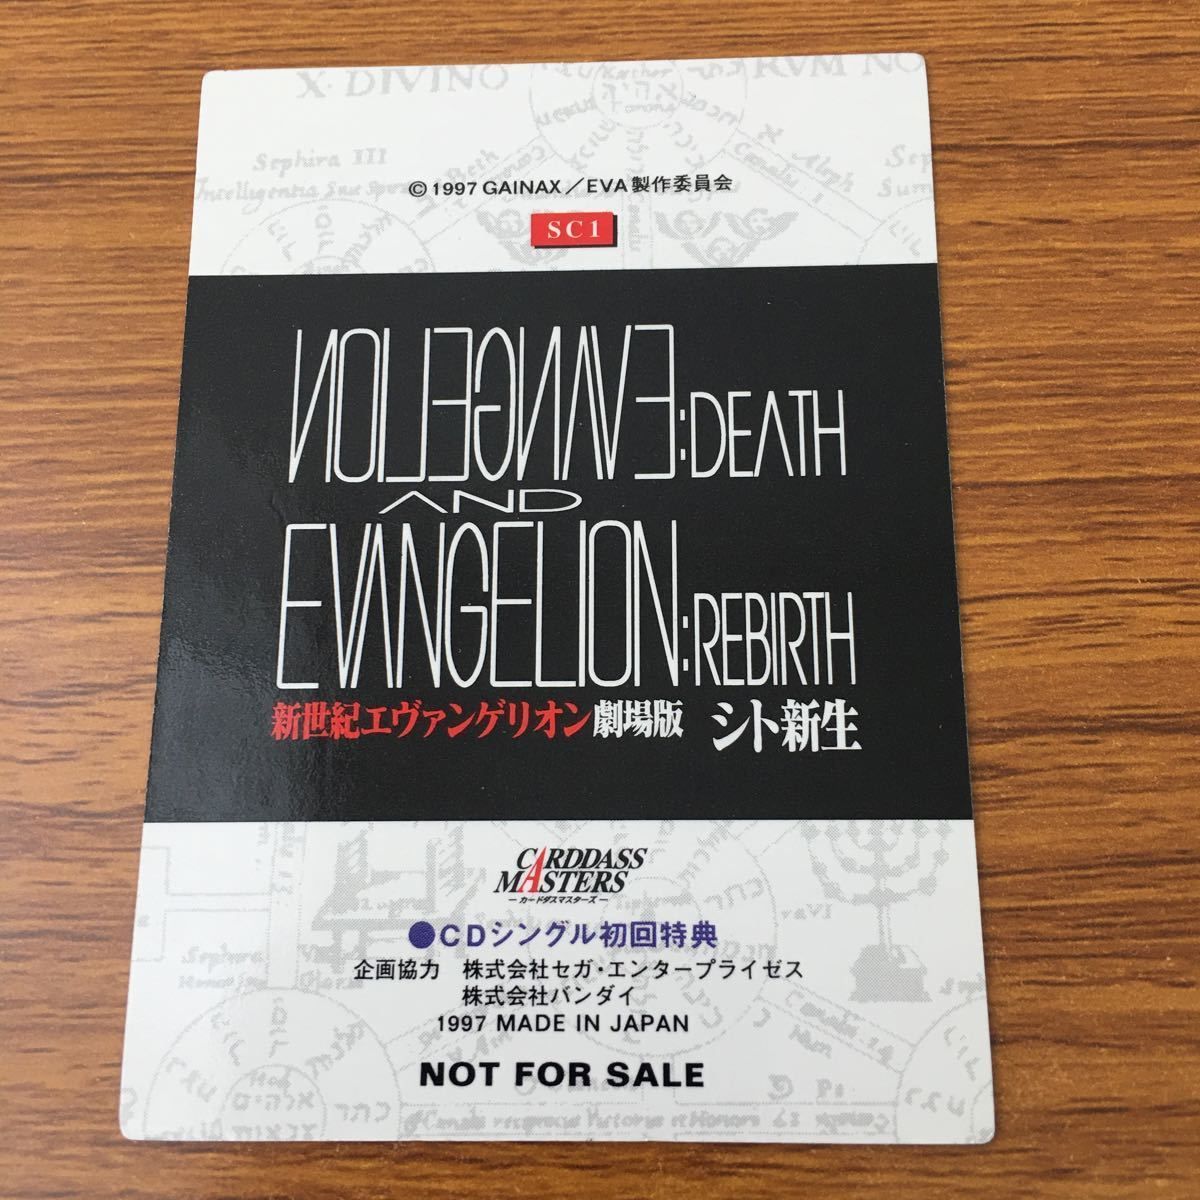 X · DIVINO
RVM NO
Sephira III
©1997 GAINAX／EVA製作委員会
SC1
EVANGELION:DEATH
AND
EVANGELION:REBIRTH
新世紀エヴァンゲリオン劇場版 シト新生
CARDDASS
MASTERS
－カードダスマスターズ－
●CDシングル初回特典
企画協力 株式会社セガ・エンタープライゼス
株式会社バンダイ
1997 MADE IN JAPAN
NOT FOR SALE